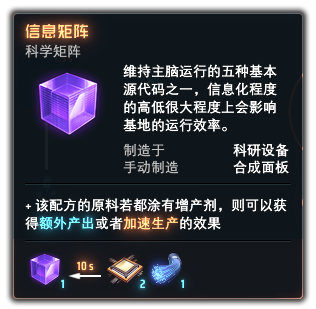 信息矩阵
科学矩阵
维持主脑运行的五种基本
源代码之一，信息化程度
的高低很大程度上会影响
基地的运行效率。
制造于 科研设备
手动制造 合成面板
+ 该配方的原料若都涂有增产剂，则可以获
得额外产出或者加速生产的效果
1 10 s 2 1